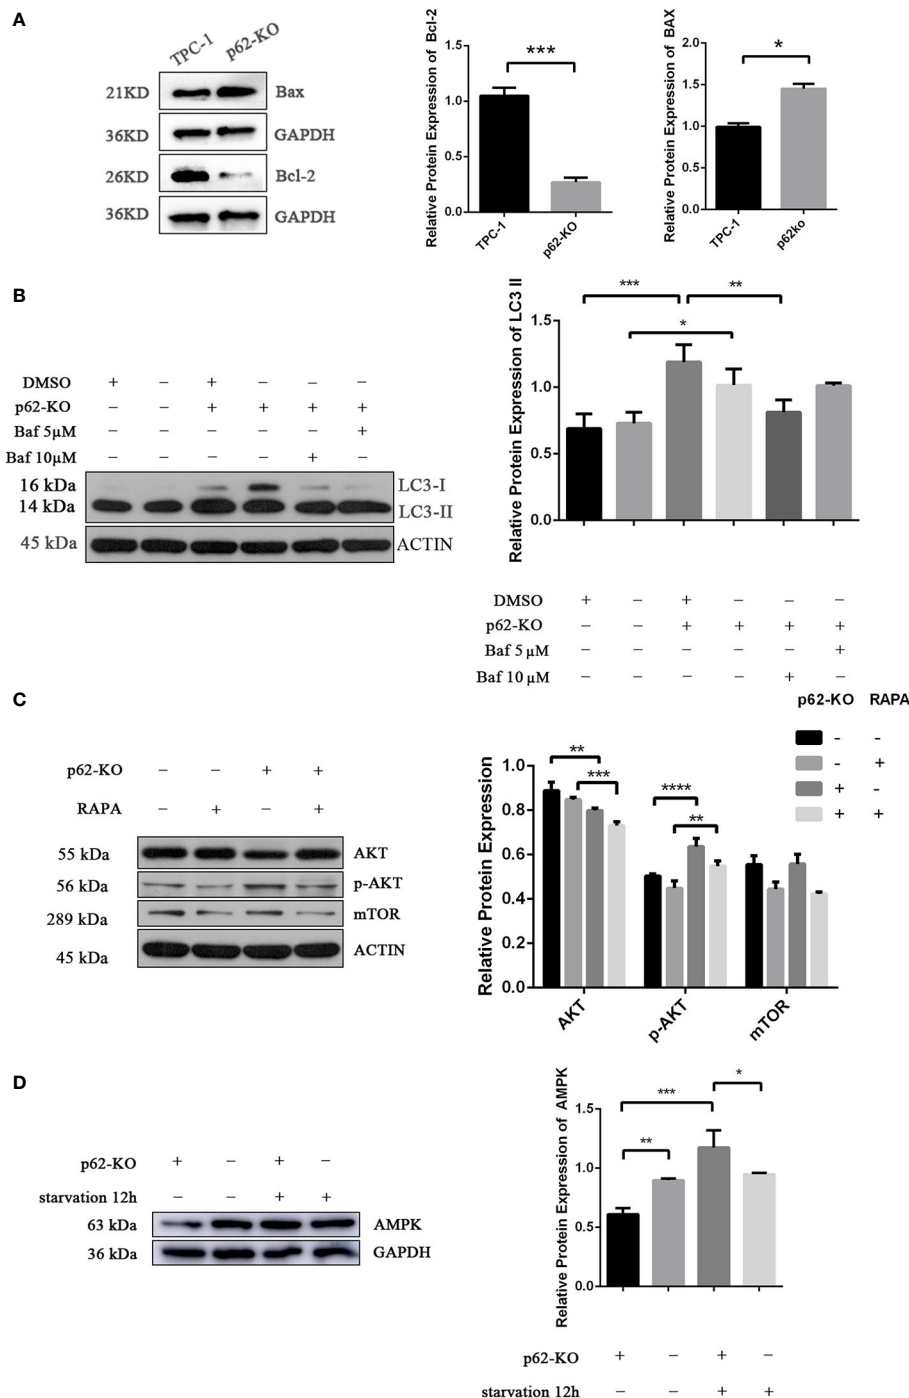 A
TPC-1 p62-KO
21KD Bax
36KD GAPDH
26KD Bcl-2
36KD GAPDH
Relative Protein Expression of Bcl-2
1.5
1.0
0.5
0.0
***
TPC-1 p62-KO
Relative Protein Expression of BAX
2.0
1.5
1.0
0.5
0.0
*
TPC-1 p62ko
B
DMSO + − + − − −
p62-KO − − + + + +
Baf 5μM − − − − − +
Baf 10μM − − − − + −
16 kDa LC3-I
14 kDa LC3-II
45 kDa ACTIN
Relative Protein Expression of LC3 II
1.5
1.0
0.5
0.0
*** **
*
DMSO + − + − − −
p62-KO − − + + + +
Baf 5 μM − − − − − +
Baf 10 μM − − − − + −
C
p62-KO − − + +
RAPA − + − +
55 kDa AKT
56 kDa p-AKT
289 kDa mTOR
45 kDa ACTIN
Relative Protein Expression
1.0
0.8
0.6
0.4
0.2
0.0
**
***
****
**
AKT p-AKT mTOR
p62-KO RAPA
- -
- +
+ -
+ +
D
p62-KO + − + −
starvation 12h − − + +
63 kDa AMPK
36 kDa GAPDH
Relative Protein Expression of AMPK
1.5
1.0
0.5
0.0
*
***
**
p62-KO + − + −
starvation 12h − − + +